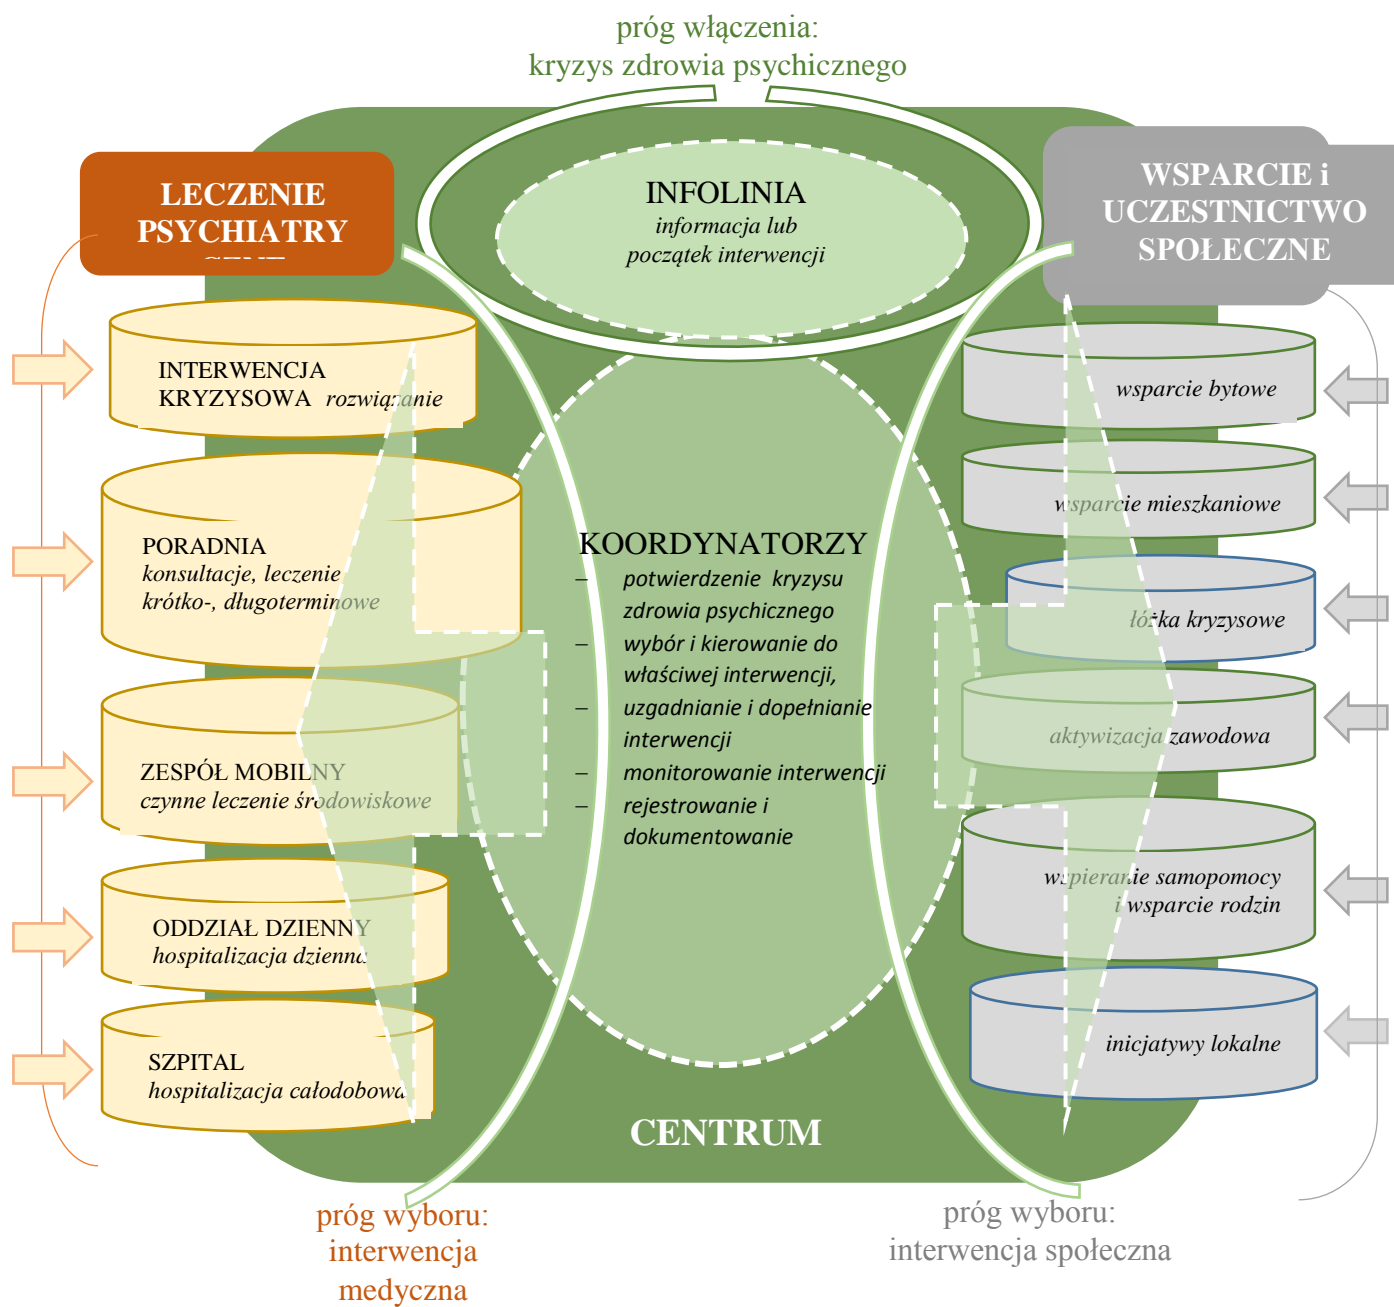 próg włączenia:
kryzys zdrowia psychicznego
LECZENIE
PSYCHIATRY
INFOLINIA
informacja lub
początek interwencji
WSPARCIE i
UCZESTNICTWO
SPOŁECZNE
INTERWENCJA
KRYZYSOWA rozwiązanie
PORADNIA
konsultacje, leczenie
krótko-, długoterminowe
ZESPÓŁ MOBILNY
czynne leczenie środowiskowe
ODDZIAŁ DZIENNY
hospitalizacja dzienna
SZPITAL
hospitalizacja całodobowa
KOORDYNATORZY
– potwierdzenie kryzysu
zdrowia psychicznego
– wybór i kierowanie do
właściwej interwencji,
– uzgadnianie i dopełnianie
interwencji
– monitorowanie interwencji
– rejestrowanie i
dokumentowanie
wsparcie bytowe
wsparcie mieszkaniowe
łóżka kryzysowe
aktywizacja zawodowa
wspieranie samopomocy
i wsparcie rodzin
inicjatywy lokalne
CENTRUM
próg wyboru:
interwencja
medyczna
próg wyboru:
interwencja społeczna